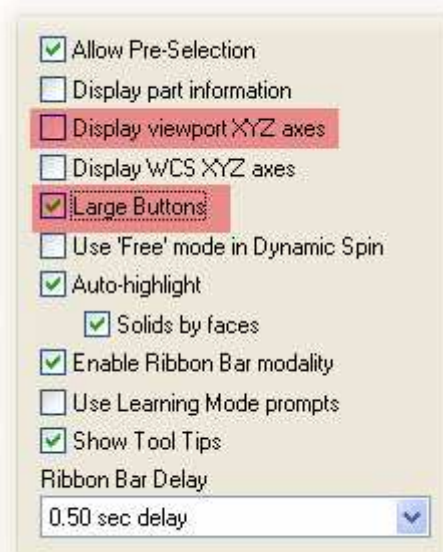 Allow Pre-Selection
Display part information
Display viewport XYZ axes
Display WCS XYZ axes
Large Buttons
Use 'Free' mode in Dynamic Spin
Auto-highlight
Solids by faces
Enable Ribbon Bar modality
Use Learning Mode prompts
Show Tool Tips
Ribbon Bar Delay
0.50 sec delay